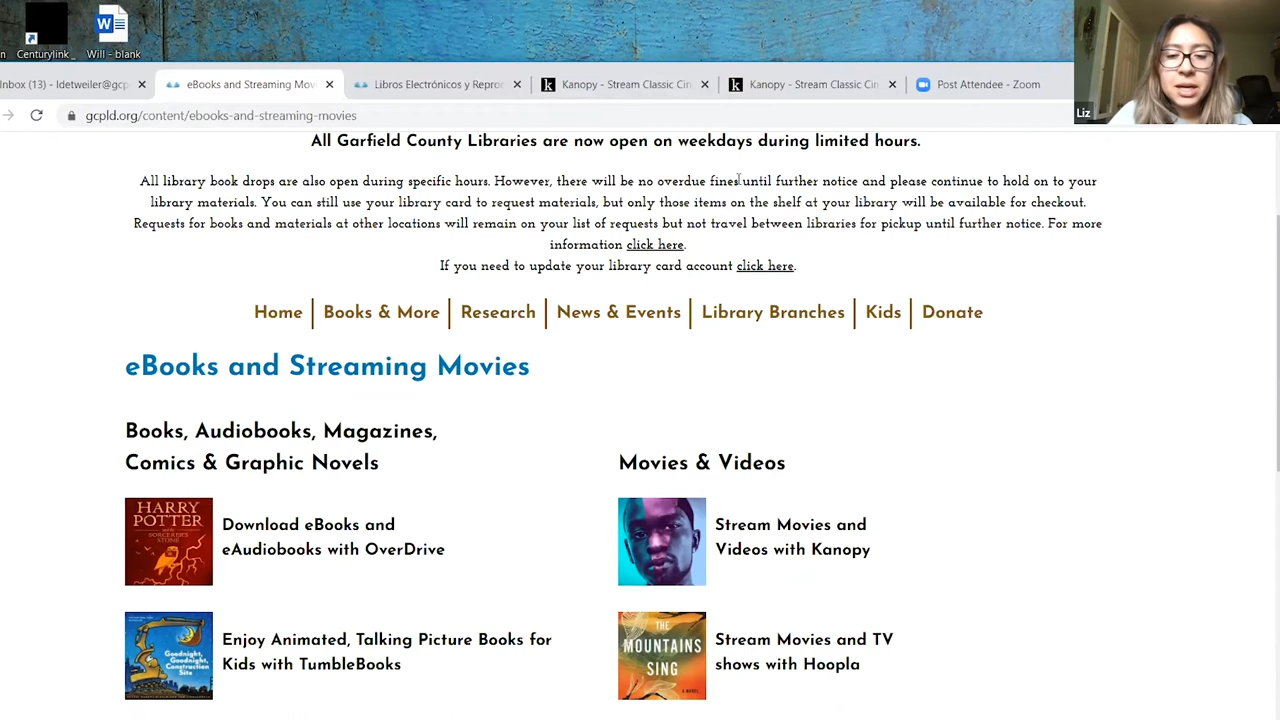 W
n
Centurylink_
Will - blank
Liz
Inbox (13) - ldetweiler@gcp
eBooks and Streaming Mov
Libros Electrónicos y Repro
k
Kanopy - Stream Classic Cin
k
Kanopy - Stream Classic Cin
Post Attendee - Zoom
gcpld.org/content/ebooks-and-streaming-movies
All Garfield County Libraries are now open on weekdays during limited hours.
All library book drops are also open during specific hours. However, there will be no overdue fines until further notice and please continue to hold on to your
library materials. You can still use your library card to request materials, but only those items on the shelf at your library will be available for checkout.
Requests for books and materials at other locations will remain on your list of requests but not travel between libraries for pickup until further notice. For more
information click here.
If you need to update your library card account click here.
Home
Books & More
Research
News & Events
Library Branches
Kids
Donate
eBooks and Streaming Movies
Books, Audiobooks, Magazines,
Comics & Graphic Novels
HARRY
POTTER
and the
SORCERER'S
STONE
Download eBooks and
eAudiobooks with OverDrive
Goodnight,
Goodnight,
Construction
Site
Enjoy Animated, Talking Picture Books for
Kids with TumbleBooks
Movies & Videos
Stream Movies and
Videos with Kanopy
THE
MOUNTAINS
SING
A NOVEL
Stream Movies and TV
shows with Hoopla